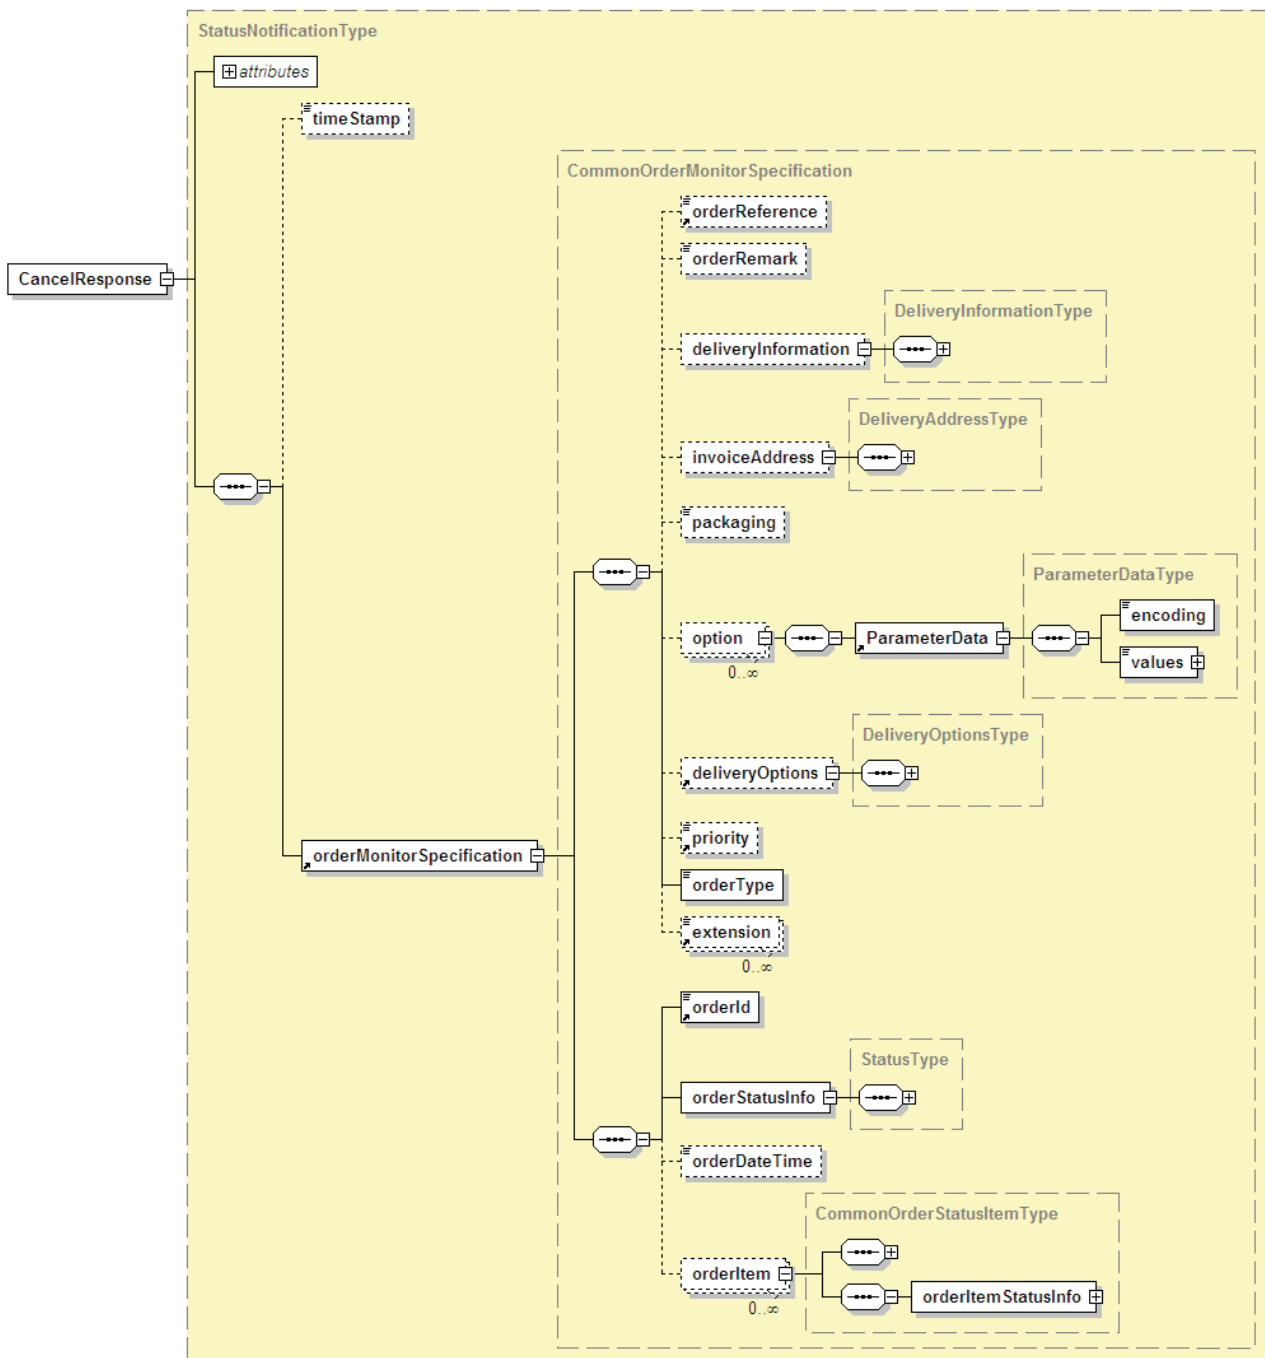 StatusNotificationType
attributes
timeStamp
CommonOrderMonitorSpecification
orderReference
CancelResponse
orderRemark
DeliveryInformationType
deliveryInformation
DeliveryAddressType
invoiceAddress
packaging
ParameterDataType
encoding
option
ParameterData
values
0..∞
DeliveryOptionsType
deliveryOptions
priority
orderMonitorSpecification
orderType
extension
0..∞
orderId
StatusType
orderStatusInfo
orderDateTime
CommonOrderStatusItemType
orderItem
orderItemStatusInfo
0..∞